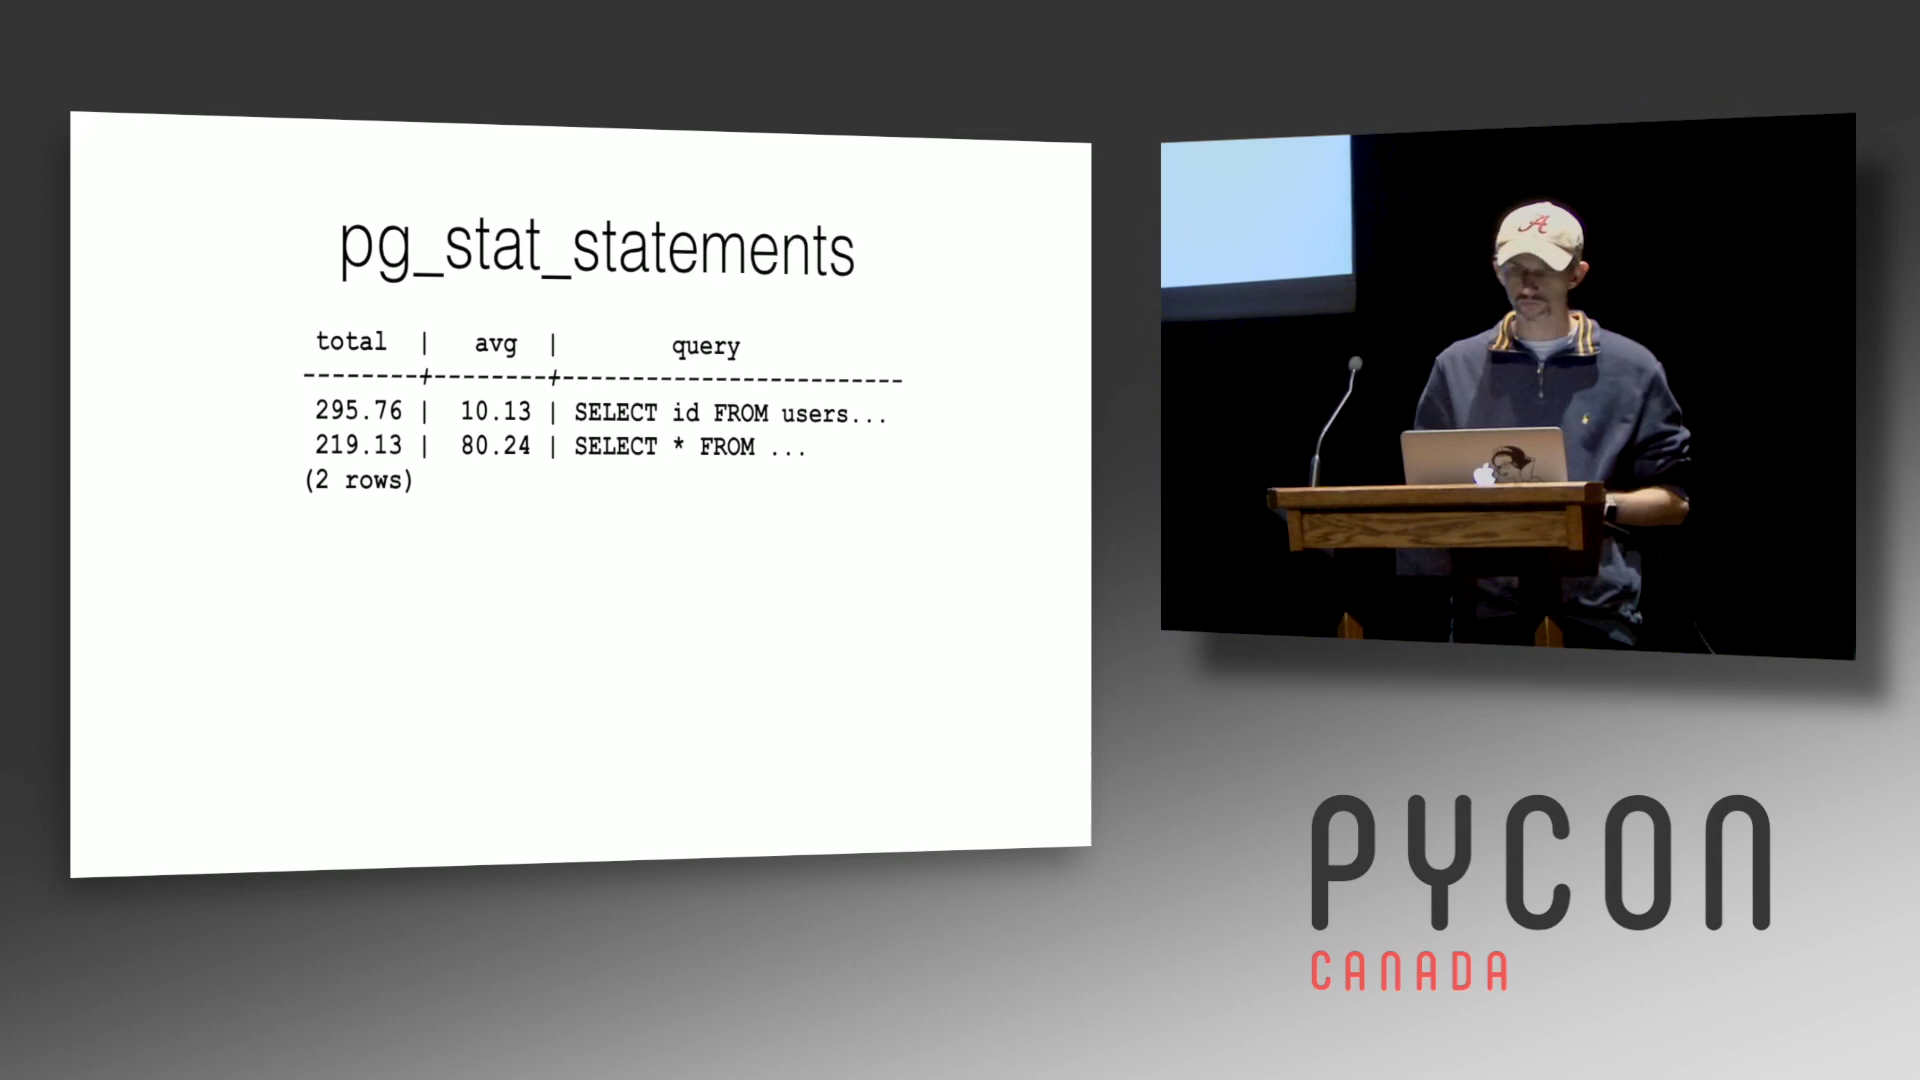 pg_stat_statements
total | avg | query
--------+--------+------------------------
295.76 | 10.13 | SELECT id FROM users...
219.13 | 80.24 | SELECT * FROM ...
(2 rows)
A
PYCON
CANADA